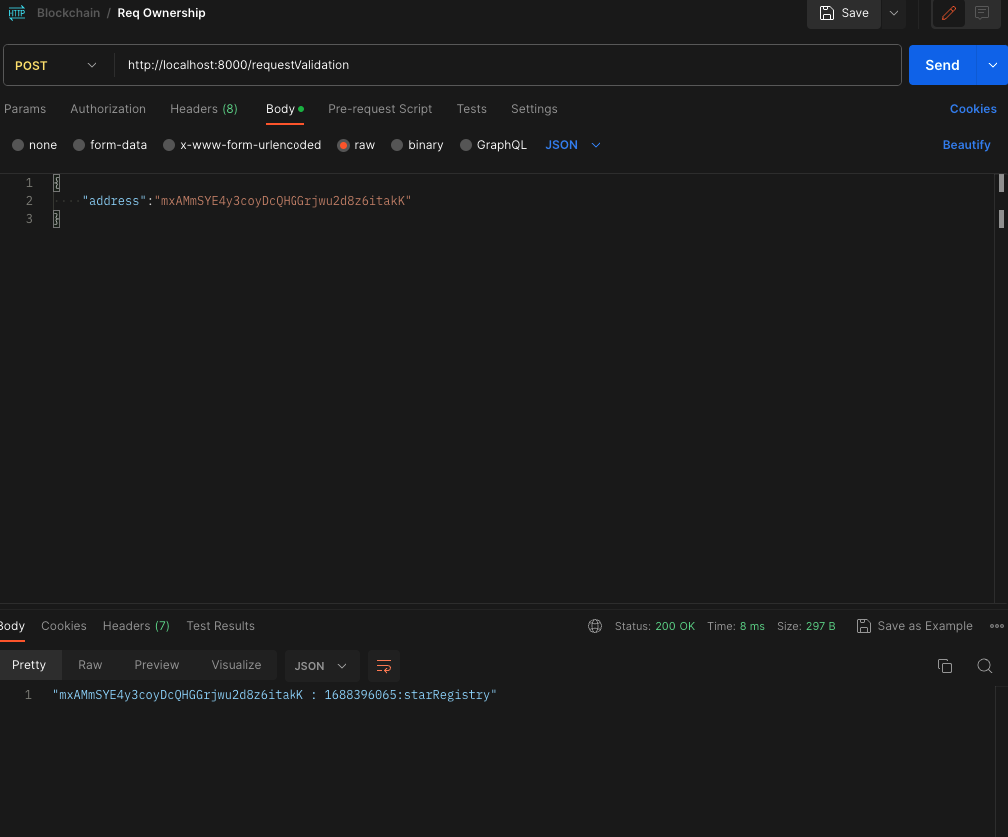 HTTP Blockchain / Req Ownership Save
POST http://localhost:8000/requestValidation Send
Params Authorization Headers (8) Body Pre-request Script Tests Settings Cookies
none form-data x-www-form-urlencoded raw binary GraphQL JSON Beautify
1 {
2 "address":"mxAMmSYE4y3coyDcQHGGrjwu2d8z6itakK"
3 }
Body Cookies Headers (7) Test Results Status: 200 OK Time: 8 ms Size: 297 B Save as Example
Pretty Raw Preview Visualize JSON
1 "mxAMmSYE4y3coyDcQHGGrjwu2d8z6itakK : 1688396065:starRegistry"